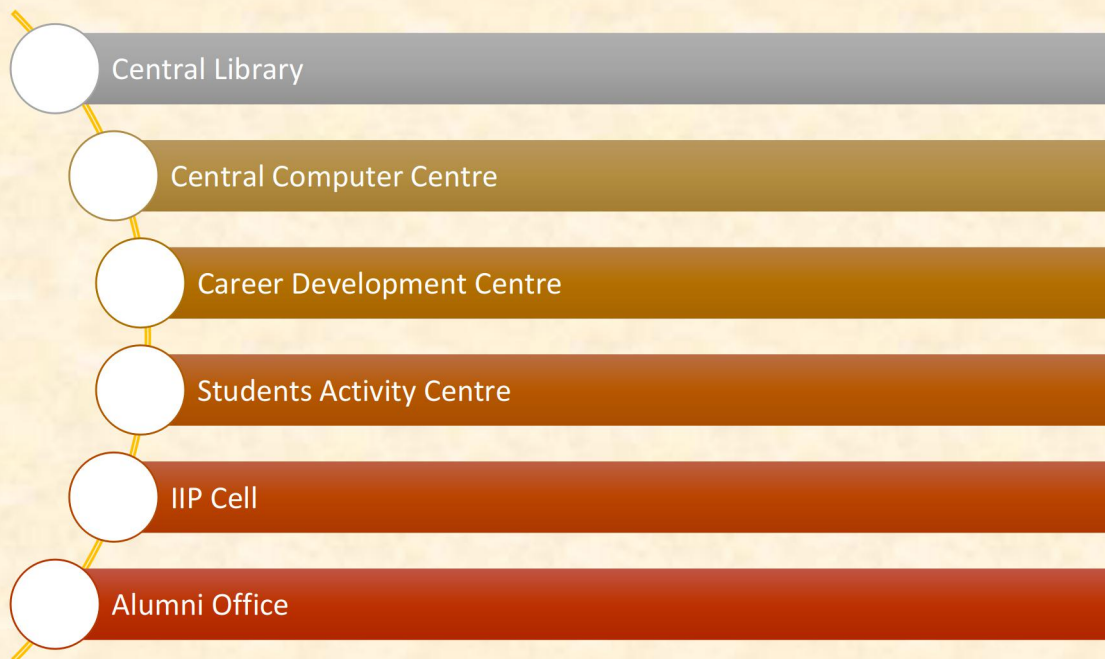 Central Library
Central Computer Centre
Career Development Centre
Students Activity Centre
IIP Cell
Alumni Office